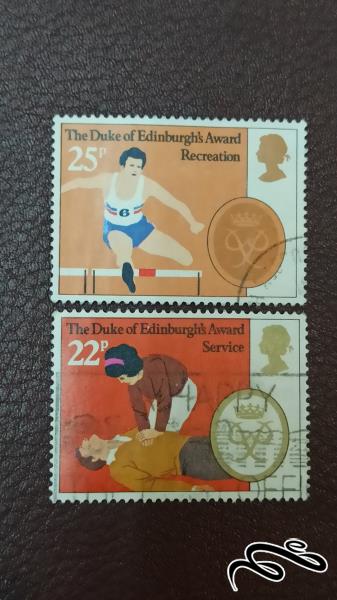 The Duke of Edinburgh's Award
25p Recreation
6
The Duke of Edinburgh's Award
22p Service